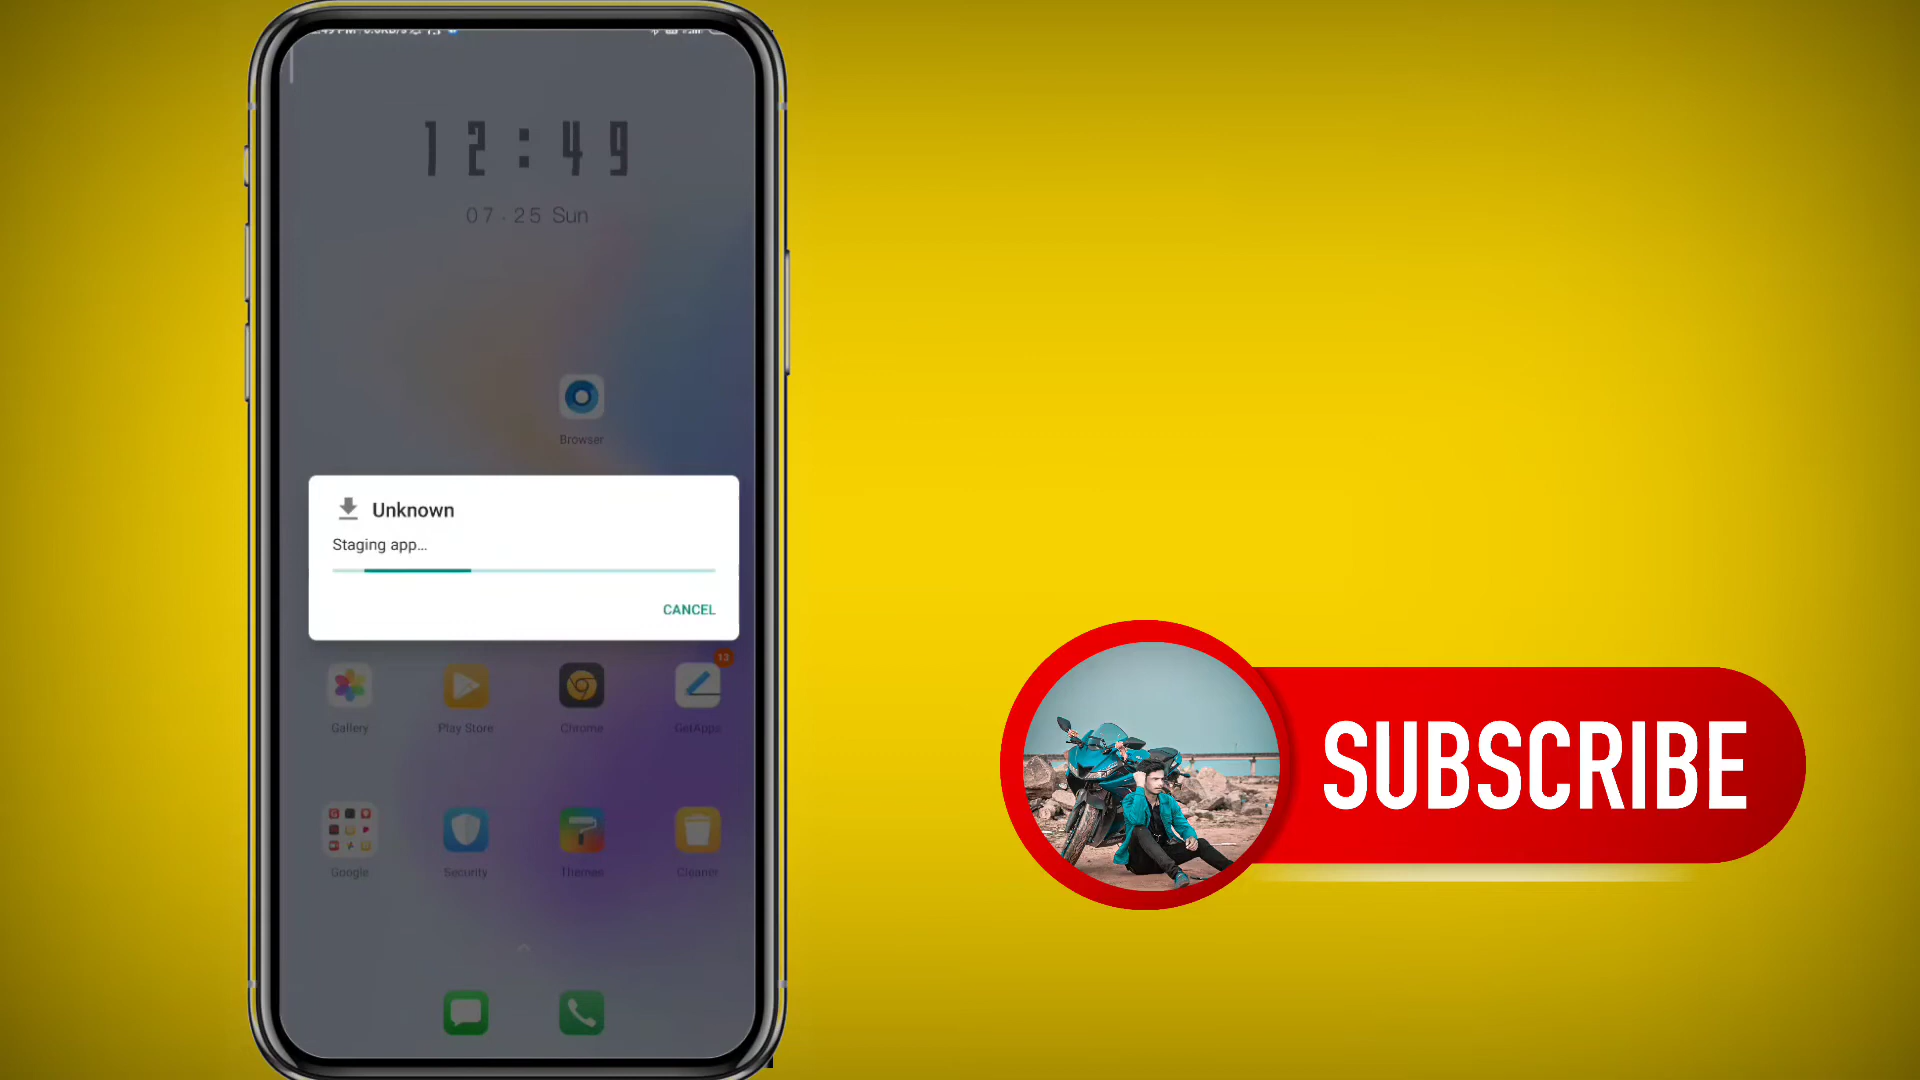 12:49
07.25 Sun
Browser
Unknown
Staging app...
CANCEL
13
Gallery
Play Store
Chrome
GetApps
Google
Security
Themes
Cleaner
SUBSCRIBE